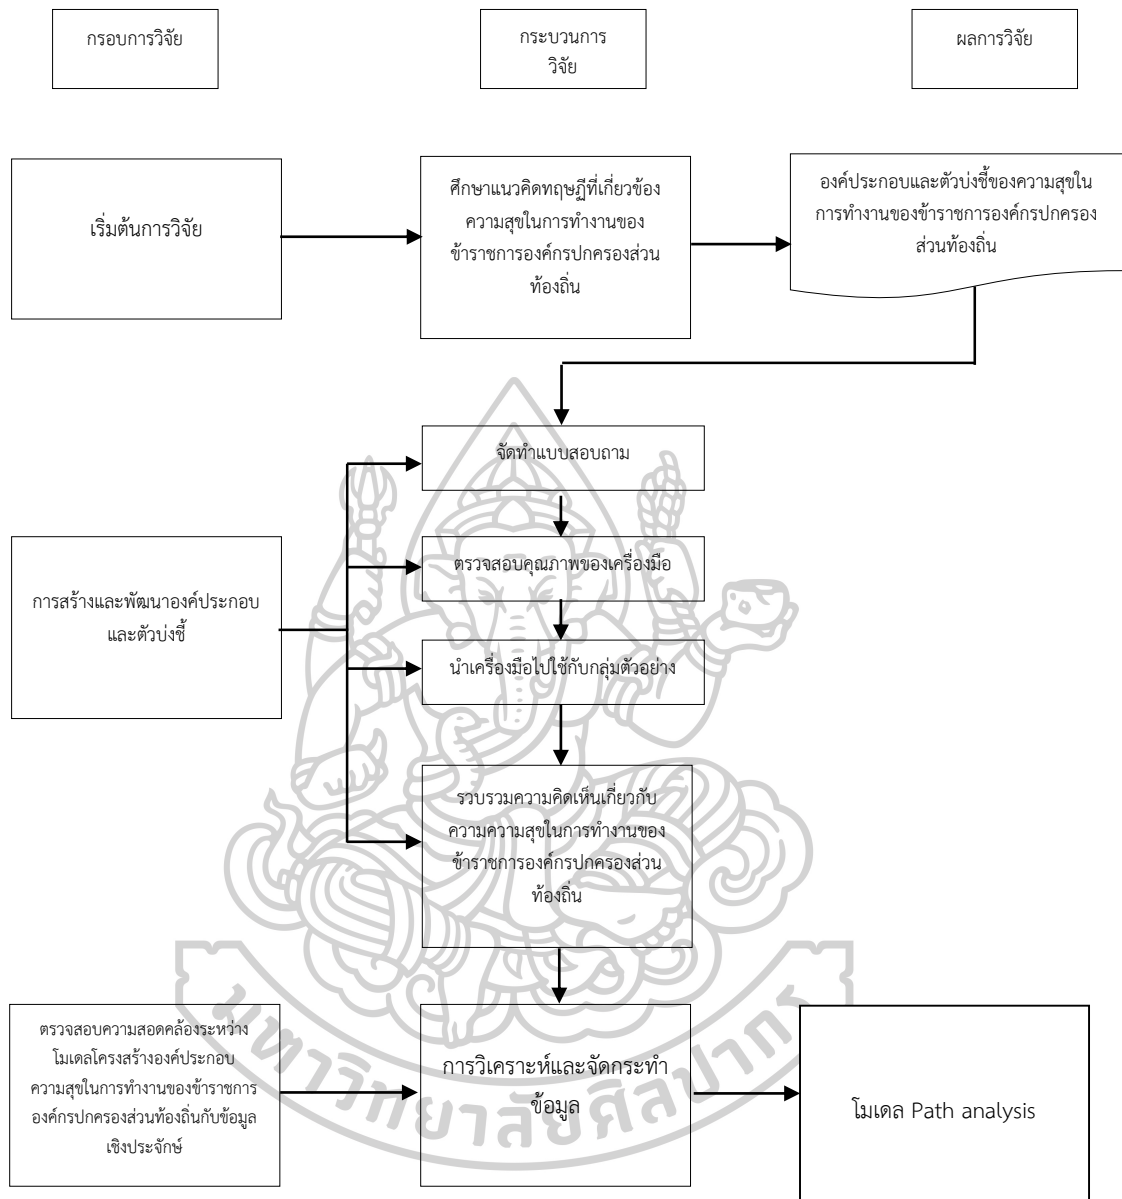 กรอบการวิจัย
กระบวนการ
วิจัย
ผลการวิจัย
เริ่มต้นการวิจัย
ศึกษาแนวคิดทฤษฏีที่เกี่ยวข้อง
ความสุขในการทำงานของ
ข้าราชการองค์กรปกครองส่วน
ท้องถิ่น
องค์ประกอบและตัวบ่งชี้ของความสุขใน
การทำงานของข้าราชการองค์กรปกครอง
ส่วนท้องถิ่น
จัดทำแบบสอบถาม
ตรวจสอบคุณภาพของเครื่องมือ
การสร้างและพัฒนาองค์ประกอบ
และตัวบ่งชี้
นำเครื่องมือไปใช้กับกลุ่มตัวอย่าง
รวบรวมความคิดเห็นเกี่ยวกับ
ความความสุขในการทำงานของ
ข้าราชการองค์กรปกครองส่วน
ท้องถิ่น
ตรวจสอบความสอดคล้องระหว่าง
โมเดลโครงสร้างองค์ประกอบ
ความสุขในการทำงานของข้าราชการ
องค์กรปกครองส่วนท้องถิ่นกับข้อมูล
เชิงประจักษ์
การวิเคราะห์และจัดกระทำ
ข้อมูล
โมเดล Path analysis
มหาวิทยาลัยศิลปากร